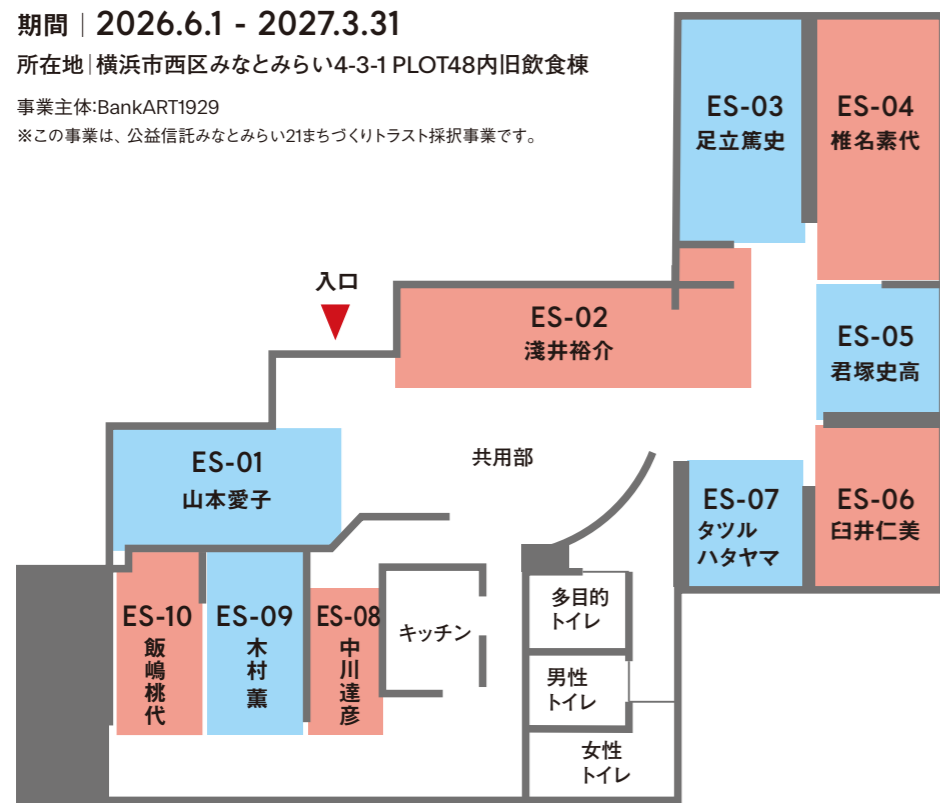 期間｜2026.6.1 - 2027.3.31
所在地|横浜市西区みなとみらい4-3-1 PLOT48内旧飲食棟
事業主体:BankART1929
※この事業は、公益信託みなとみらい21まちづくりトラスト採択事業です。
ES-03
足立篤史
ES-04
椎名素代
入口
ES-02
淺井裕介
ES-05
君塚史高
ES-01
山本愛子
共用部
ES-07
タツル
ハタヤマ
ES-06
臼井仁美
ES-10
飯嶋桃代
ES-09
木村薫
ES-08
中川達彦
キッチン
多目的
トイレ
男性
トイレ
女性
トイレ